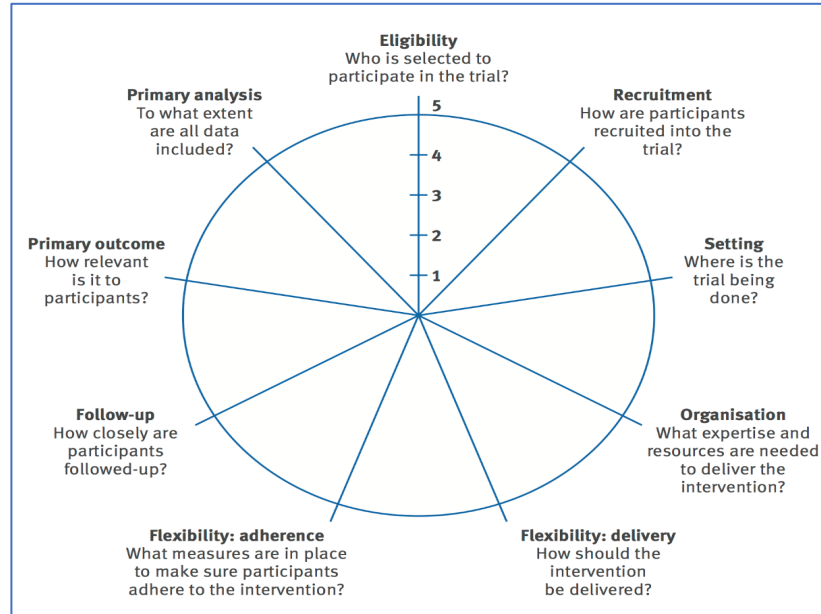 Eligibility
Who is selected to
participate in the trial?
Recruitment
How are participants
recruited into the
trial?
Setting
Where is the
trial being
done?
Organisation
What expertise and
resources are needed
to deliver the
intervention?
Flexibility: delivery
How should the
intervention
be delivered?
Flexibility: adherence
What measures are in place
to make sure participants
adhere to the intervention?
Follow-up
How closely are
participants
followed-up?
Primary outcome
How relevant
is it to
participants?
Primary analysis
To what extent
are all data
included?
5
4
3
2
1